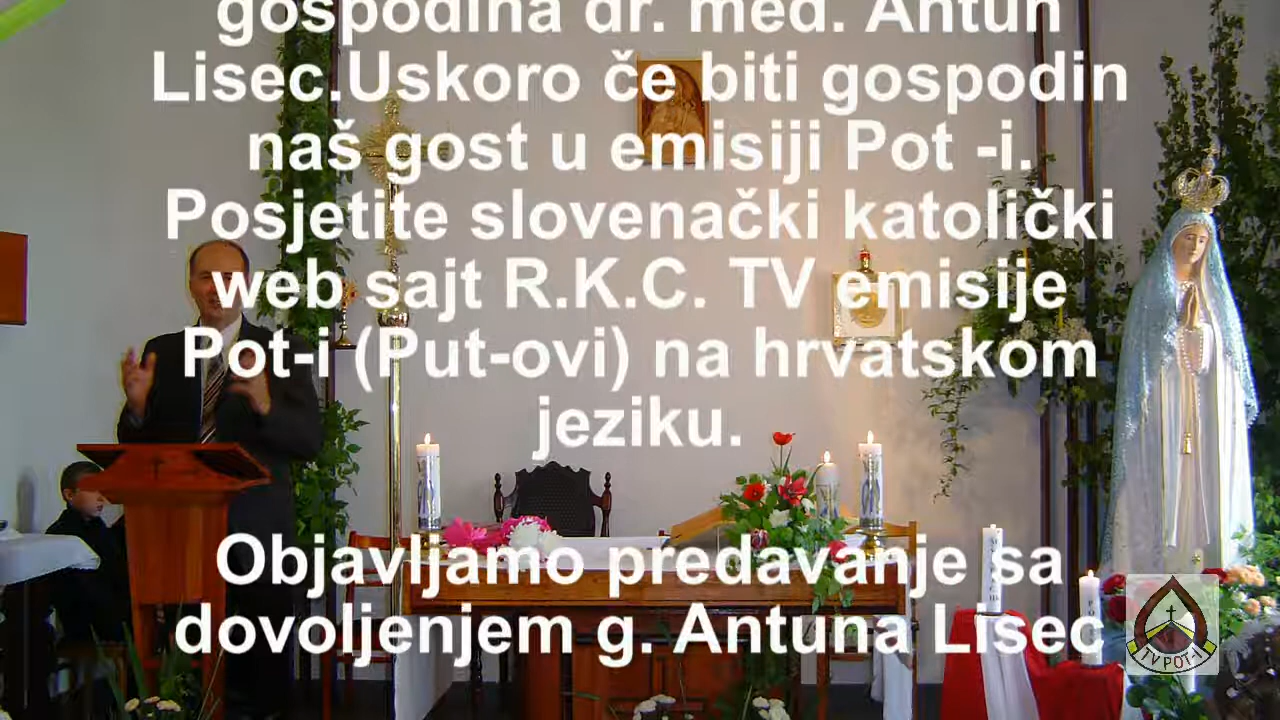 gospodina dr. med. Antun
Lisec.Uskoro če biti gospodin
naš gost u emisiji Pot -i.
Posjetite slovenački katolički
web sajt R.K.C. TV emisije
Pot-i (Put-ovi) na hrvatskom
jeziku.
Objavljamo predavanje sa
dovoljenjem g. Antuna Lisec
TV POT-I